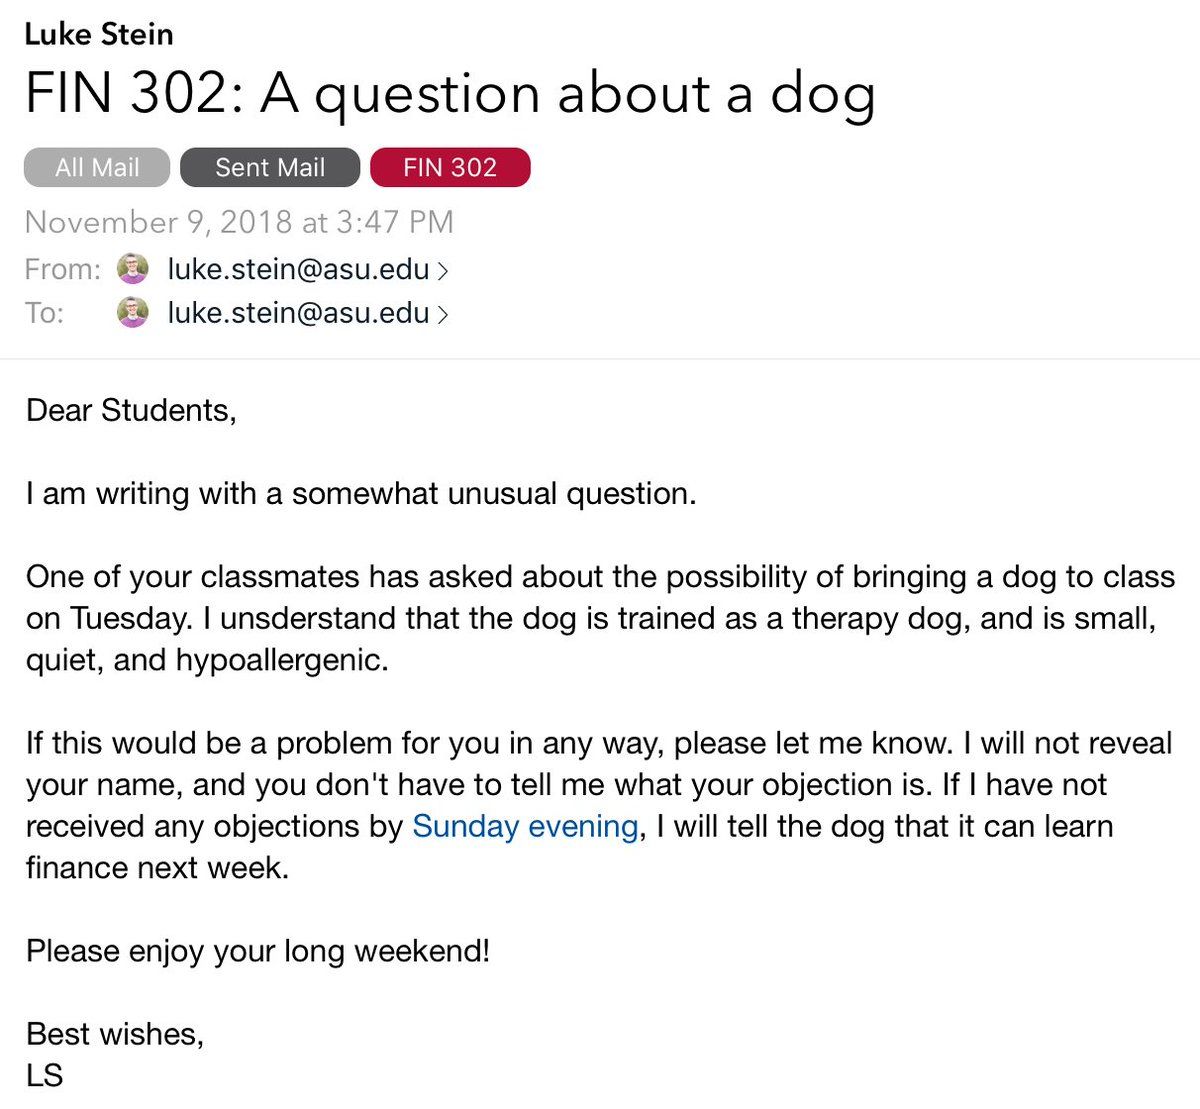 Luke Stein
FIN 302: A question about a dog
All Mail Sent Mail FIN 302
November 9, 2018 at 3:47 PM
From: luke.stein@asu.edu >
To: luke.stein@asu.edu >
Dear Students,
I am writing with a somewhat unusual question.
One of your classmates has asked about the possibility of bringing a dog to class
on Tuesday. I unsderstand that the dog is trained as a therapy dog, and is small,
quiet, and hypoallergenic.
If this would be a problem for you in any way, please let me know. I will not reveal
your name, and you don't have to tell me what your objection is. If I have not
received any objections by Sunday evening, I will tell the dog that it can learn
finance next week.
Please enjoy your long weekend!
Best wishes,
LS